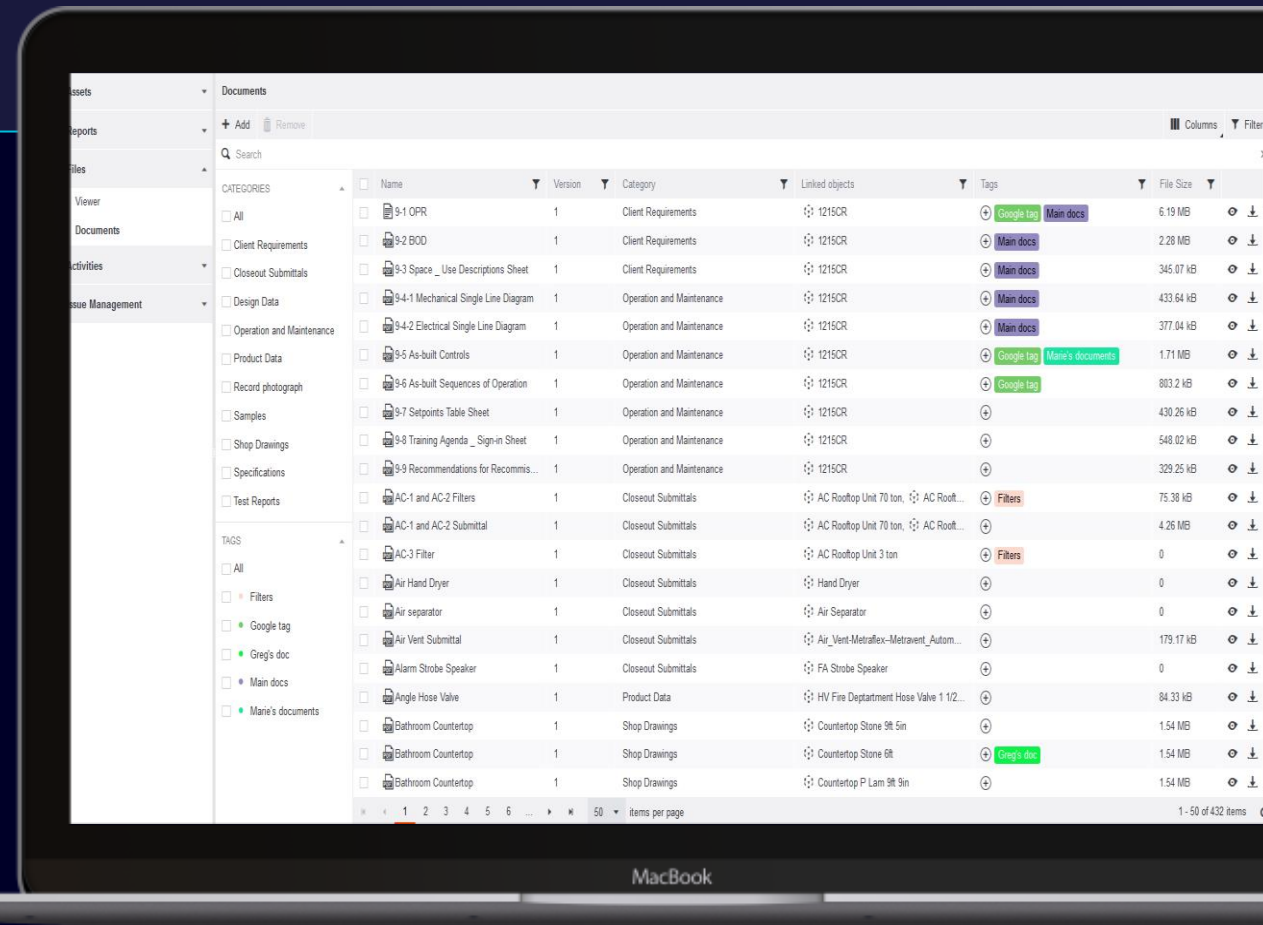 ssets
Reports
Files
Viewer
Documents
Activities
ssue Management
Documents
+ Add Remove
Columns Filter
Search
CATEGORIES
All
Client Requirements
Closeout Submittals
Design Data
Operation and Maintenance
Product Data
Record photograph
Samples
Shop Drawings
Specifications
Test Reports
TAGS
All
Filters
Google tag
Greg's doc
Main docs
Marie's documents
Name Version Category Linked objects Tags File Size
9-1 OPR 1 Client Requirements 1215CR Google tag Main docs 6.19 MB
9-2 BOD 1 Client Requirements 1215CR Main docs 2.28 MB
9-3 Space _ Use Descriptions Sheet 1 Client Requirements 1215CR Main docs 345.07 kB
9-4-1 Mechanical Single Line Diagram 1 Operation and Maintenance 1215CR Main docs 433.64 kB
9-4-2 Electrical Single Line Diagram 1 Operation and Maintenance 1215CR Main docs 377.04 kB
9-5 As-built Controls 1 Operation and Maintenance 1215CR Google tag Marie's documents 1.71 MB
9-6 As-built Sequences of Operation 1 Operation and Maintenance 1215CR Google tag 803.2 kB
9-7 Setpoints Table Sheet 1 Operation and Maintenance 1215CR 430.26 kB
9-8 Training Agenda _ Sign-in Sheet 1 Operation and Maintenance 1215CR 548.02 kB
9-9 Recommendations for Recommis... 1 Operation and Maintenance 1215CR 329.25 kB
AC-1 and AC-2 Filters 1 Closeout Submittals AC Rooftop Unit 70 ton, AC Rooft... Filters 75.38 kB
AC-1 and AC-2 Submittal 1 Closeout Submittals AC Rooftop Unit 70 ton, AC Rooft... 4.26 MB
AC-3 Filter 1 Closeout Submittals AC Rooftop Unit 3 ton Filters 0
Air Hand Dryer 1 Closeout Submittals Hand Dryer 0
Air separator 1 Closeout Submittals Air Separator 0
Air Vent Submittal 1 Closeout Submittals Air_Vent-Metraflex--Metravent_Autom... 179.17 kB
Alarm Strobe Speaker 1 Closeout Submittals FA Strobe Speaker 0
Angle Hose Valve 1 Product Data HV Fire Deptartment Hose Valve 1 1/2... 84.33 kB
Bathroom Countertop 1 Shop Drawings Countertop Stone 9ft 5in 1.54 MB
Bathroom Countertop 1 Shop Drawings Countertop Stone 6ft Greg's doc 1.54 MB
Bathroom Countertop 1 Shop Drawings Countertop P Lam 9ft 9in 1.54 MB
1 2 3 4 5 6 ... 50 items per page 1 - 50 of 432 items
MacBook